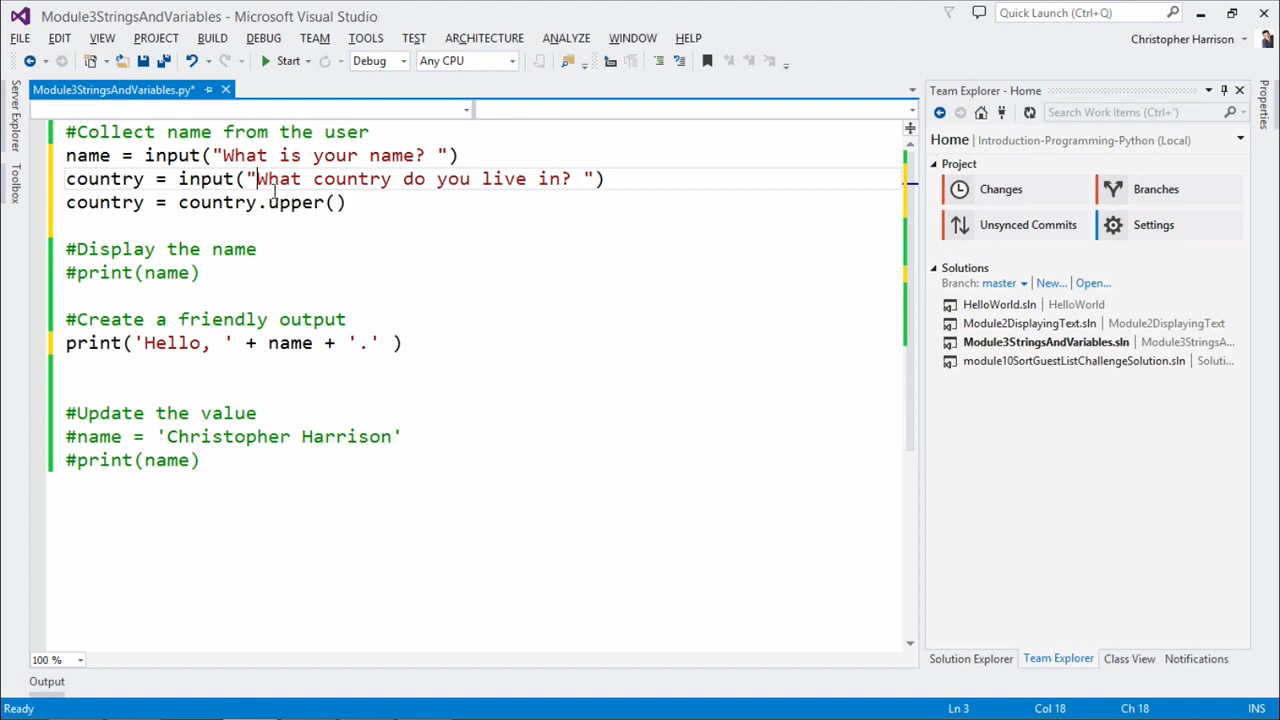 Module3StringsAndVariables - Microsoft Visual Studio
Quick Launch (Ctrl+Q)
FILE EDIT VIEW PROJECT BUILD DEBUG TEAM TOOLS TEST ARCHITECTURE ANALYZE WINDOW HELP
Christopher Harrison
Start Debug Any CPU
Server Explorer
Toolbox
Module3StringsAndVariables.py*
#Collect name from the user
name = input("What is your name? ")
country = input("What country do you live in? ")
country = country.upper()
#Display the name
#print(name)
#Create a friendly output
print('Hello, ' + name + '.' )
#Update the value
#name = 'Christopher Harrison'
#print(name)
100 %
Output
Team Explorer - Home
Search Work Items (Ctrl+')
Home | Introduction-Programming-Python (Local)
Project
Changes Branches
Unsynced Commits Settings
Solutions
Branch: master New... Open...
HelloWorld.sln | HelloWorld
Module2DisplayingText.sln | Module2DisplayingText
Module3StringsAndVariables.sln | Module3StringsA...
module10SortGuestListChallengeSolution.sln | Soluti...
Solution Explorer Team Explorer Class View Notifications
Properties
Ready Ln 3 Col 18 Ch 18 INS